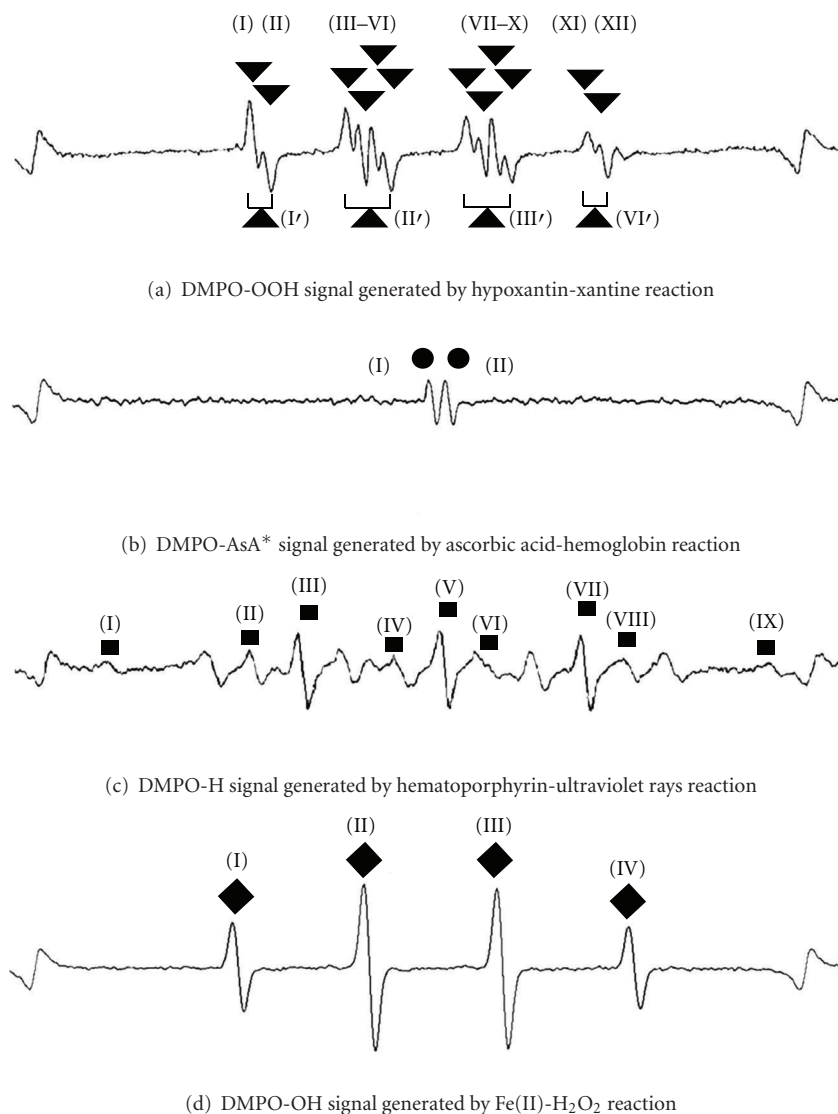 (I) (II) (III–VI) (VII–X) (XI) (XII)
(I′) (II′) (III′) (VI′)
(a) DMPO-OOH signal generated by hypoxantin-xantine reaction
(I) (II)
(b) DMPO-AsA* signal generated by ascorbic acid-hemoglobin reaction
(I) (II) (III) (IV) (V) (VI) (VII) (VIII) (IX)
(c) DMPO-H signal generated by hematoporphyrin-ultraviolet rays reaction
(I) (II) (III) (IV)
(d) DMPO-OH signal generated by Fe(II)-H₂O₂ reaction